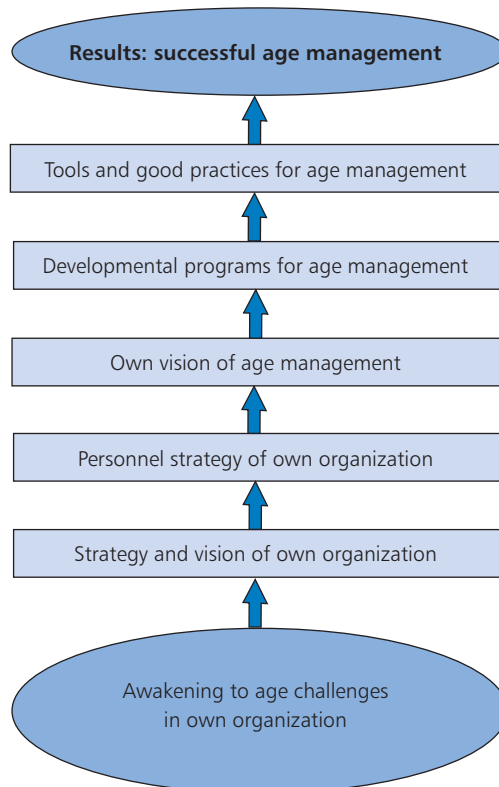 Results: successful age management
Tools and good practices for age management
Developmental programs for age management
Own vision of age management
Personnel strategy of own organization
Strategy and vision of own organization
Awakening to age challenges
in own organization